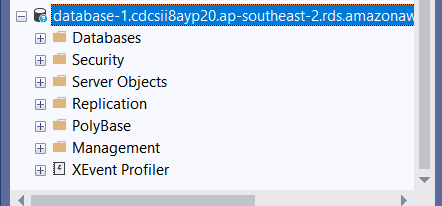 database-1.cdcsii8ayp20.ap-southeast-2.rds.amazonaw
Databases
Security
Server Objects
Replication
PolyBase
Management
XEvent Profiler